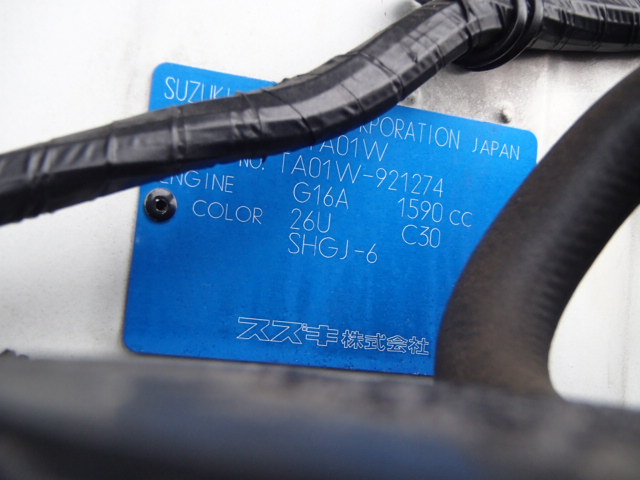 SUZUKI CORPORATION JAPAN
TA01W
NO. TA01W-921274
ENGINE G16A 1590 cc
COLOR 26U C30
SHGJ-6
スズキ株式会社